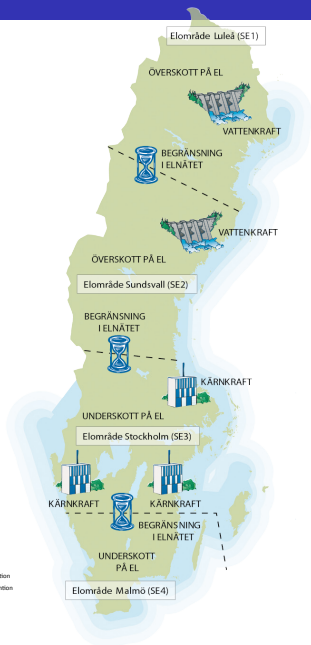 Elområde Luleå (SE1)
ÖVERSKOTT PÅ EL
VATTENKRAFT
BEGRÄNSNING
I ELNÄTET
VATTENKRAFT
ÖVERSKOTT PÅ EL
Elområde Sundsvall (SE2)
BEGRÄNSNING
I ELNÄTET
KÄRNKRAFT
UNDERSKOTT PÅ EL
Elområde Stockholm (SE3)
KÄRNKRAFT
KÄRNKRAFT
BEGRÄNSNING
I ELNÄTET
UNDERSKOTT
PÅ EL
Elområde Malmö (SE4)